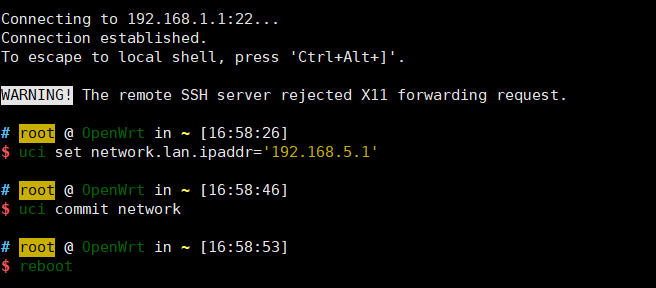 Connecting to 192.168.1.1:22...
Connection established.
To escape to local shell, press 'Ctrl+Alt+]'.
WARNING! The remote SSH server rejected X11 forwarding request.
# root @ OpenWrt in ~ [16:58:26]
$ uci set network.lan.ipaddr='192.168.5.1'
# root @ OpenWrt in ~ [16:58:46]
$ uci commit network
# root @ OpenWrt in ~ [16:58:53]
$ reboot